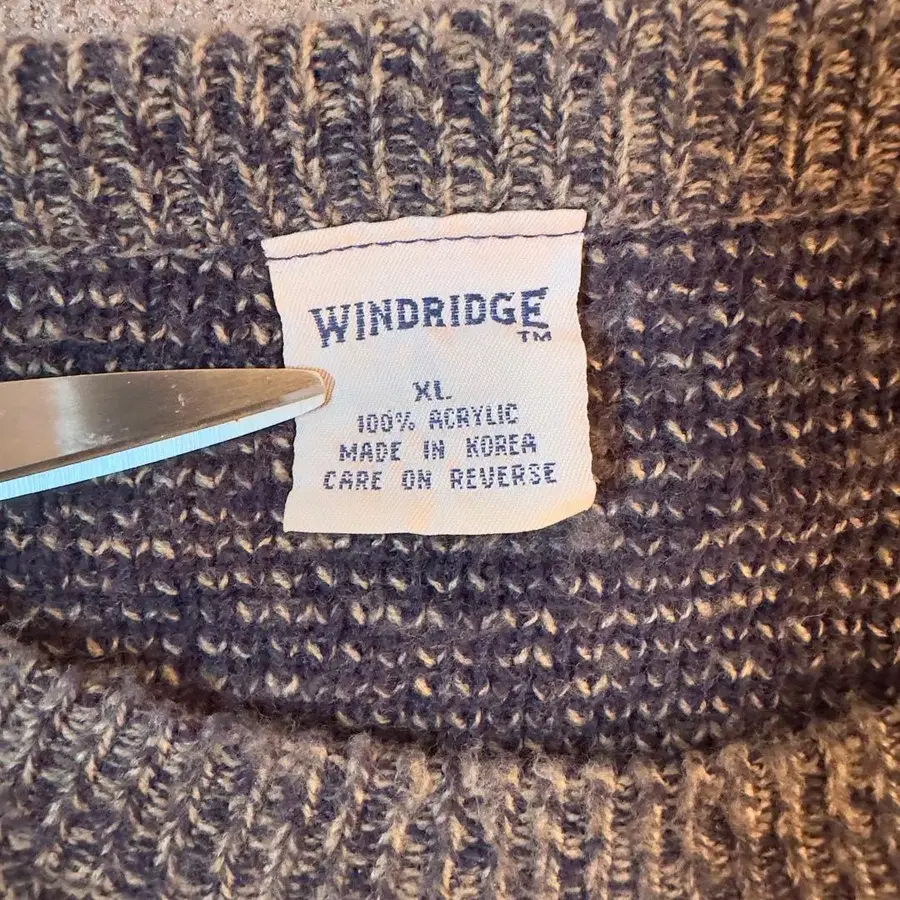 WINDRIDGE
TM
XL
100% ACRYLIC
MADE IN KOREA
CARE ON REVERSE